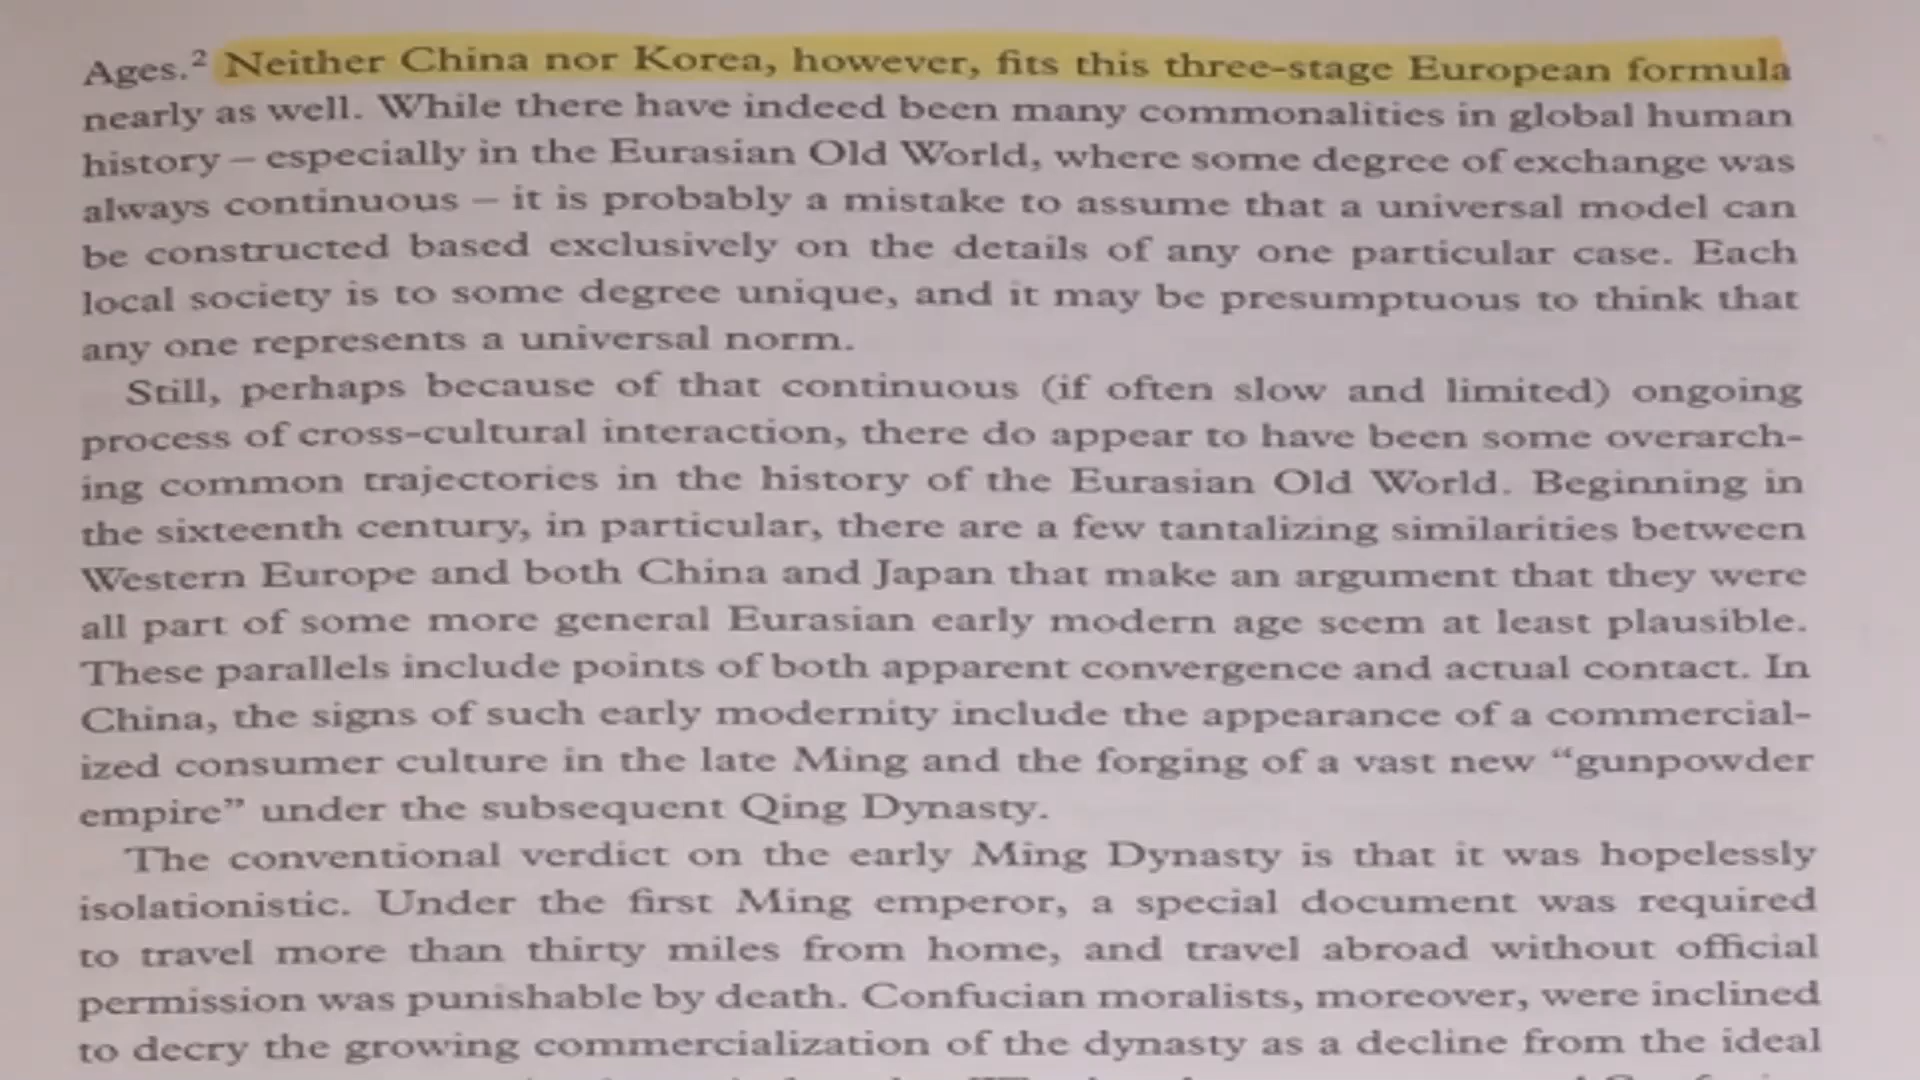 Ages.² Neither China nor Korea, however, fits this three-stage European formula
nearly as well. While there have indeed been many commonalities in global human
history – especially in the Eurasian Old World, where some degree of exchange was
always continuous – it is probably a mistake to assume that a universal model can
be constructed based exclusively on the details of any one particular case. Each
local society is to some degree unique, and it may be presumptuous to think that
any one represents a universal norm.
Still, perhaps because of that continuous (if often slow and limited) ongoing
process of cross-cultural interaction, there do appear to have been some overarch-
ing common trajectories in the history of the Eurasian Old World. Beginning in
the sixteenth century, in particular, there are a few tantalizing similarities between
Western Europe and both China and Japan that make an argument that they were
all part of some more general Eurasian early modern age seem at least plausible.
These parallels include points of both apparent convergence and actual contact. In
China, the signs of such early modernity include the appearance of a commercial-
ized consumer culture in the late Ming and the forging of a vast new “gunpowder
empire” under the subsequent Qing Dynasty.
The conventional verdict on the early Ming Dynasty is that it was hopelessly
isolationistic. Under the first Ming emperor, a special document was required
to travel more than thirty miles from home, and travel abroad without official
permission was punishable by death. Confucian moralists, moreover, were inclined
to decry the growing commercialization of the dynasty as a decline from the ideal